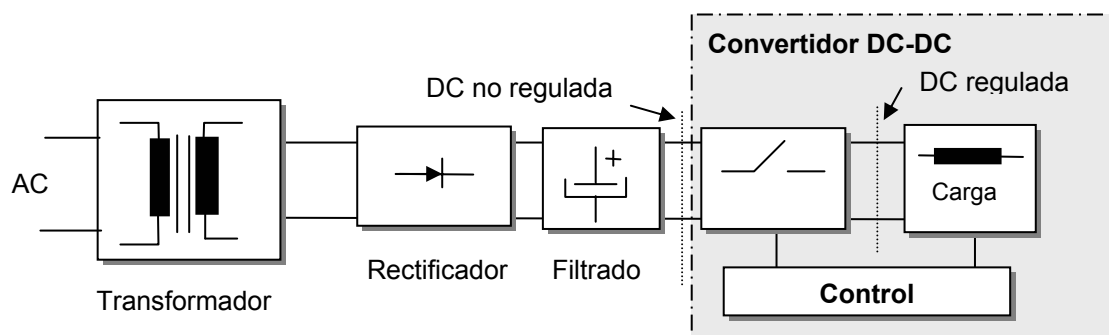 Convertidor DC-DC
DC no regulada
DC regulada
AC
+
Carga
Rectificador
Filtrado
Transformador
Control